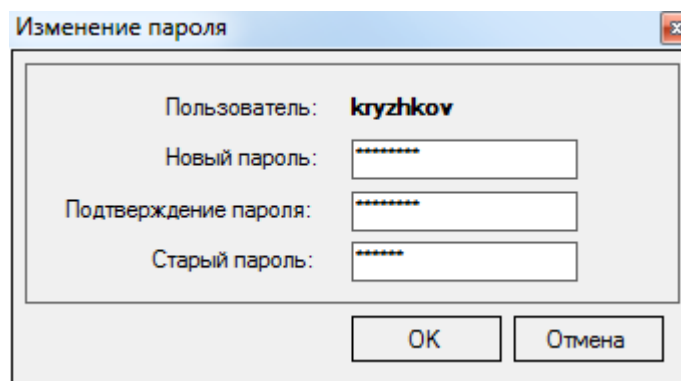 Изменение пароля
Пользователь: kryzhkov
Новый пароль: ********
Подтверждение пароля: ********
Старый пароль: ******
OK Отмена